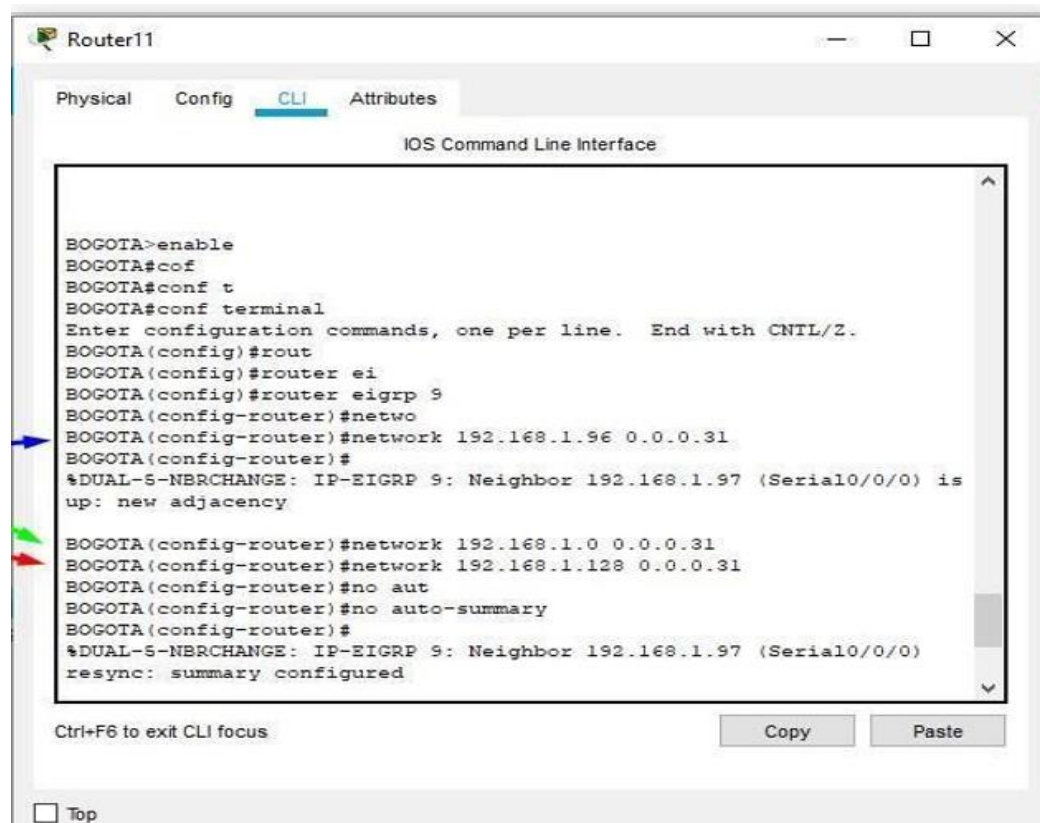 Router11
Physical Config CLI Attributes
IOS Command Line Interface
BOGOTA>enable
BOGOTA#cof
BOGOTA#conf t
BOGOTA#conf terminal
Enter configuration commands, one per line.  End with CNTL/Z.
BOGOTA(config)#rout
BOGOTA(config)#router ei
BOGOTA(config)#router eigrp 9
BOGOTA(config-router)#netwo
BOGOTA(config-router)#network 192.168.1.96 0.0.0.31
BOGOTA(config-router)#
%DUAL-5-NBRCHANGE: IP-EIGRP 9: Neighbor 192.168.1.97 (Serial0/0/0) is
up: new adjacency
BOGOTA(config-router)#network 192.168.1.0 0.0.0.31
BOGOTA(config-router)#network 192.168.1.128 0.0.0.31
BOGOTA(config-router)#no aut
BOGOTA(config-router)#no auto-summary
BOGOTA(config-router)#
%DUAL-5-NBRCHANGE: IP-EIGRP 9: Neighbor 192.168.1.97 (Serial0/0/0)
resync: summary configured
Ctrl+F6 to exit CLI focus Copy Paste
Top